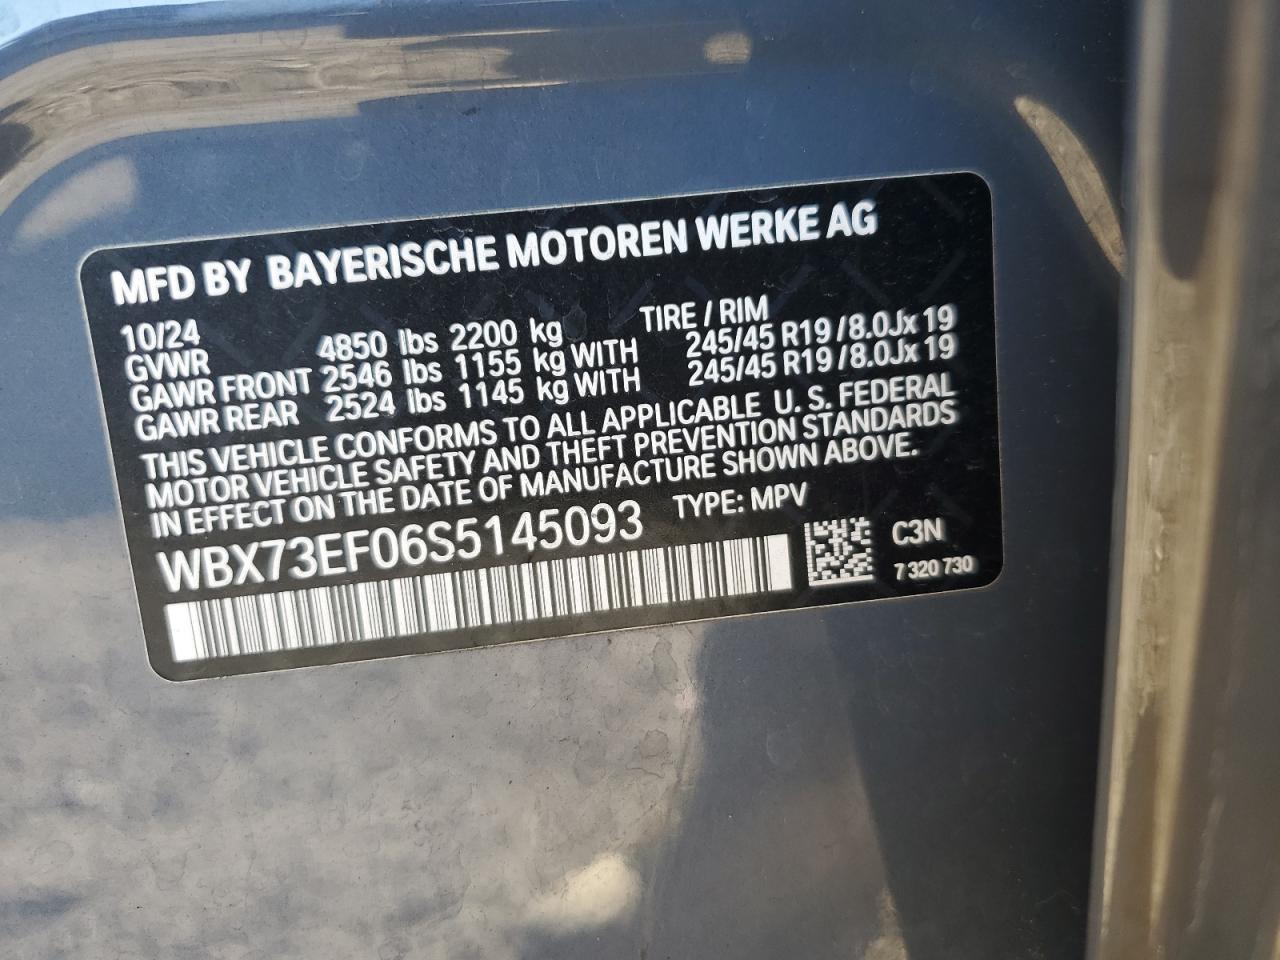 MFD BY BAYERISCHE MOTOREN WERKE AG
10/24 TIRE / RIM
GVWR 4850 lbs 2200 kg
GAWR FRONT 2546 lbs 1155 kg WITH 245/45 R19 / 8.0Jx 19
GAWR REAR 2524 lbs 1145 kg WITH 245/45 R19 / 8.0Jx 19
THIS VEHICLE CONFORMS TO ALL APPLICABLE U. S. FEDERAL
MOTOR VEHICLE SAFETY AND THEFT PREVENTION STANDARDS
IN EFFECT ON THE DATE OF MANUFACTURE SHOWN ABOVE.
WBX73EF06S5145093 TYPE: MPV
C3N
7 320 730